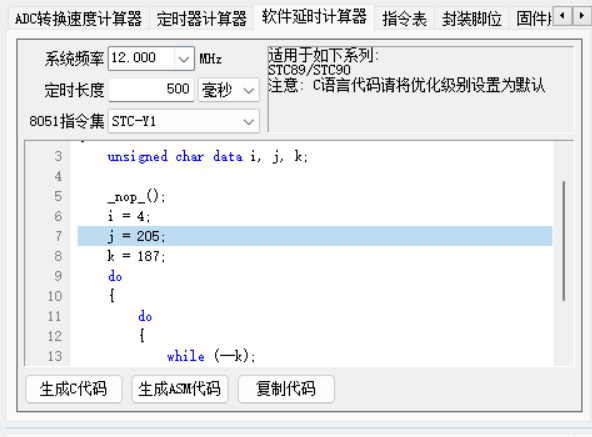 ADC转换速度计算器 定时器计算器 软件延时计算器 指令表 封装脚位
系统频率 12.000 MHz
定时长度 500 毫秒
8051指令集 STC-Y1
适用于如下系列:
STC89/STC90
注意: C语言代码请将优化级别设置为默认
3 unsigned char data i, j, k;
4
5 _nop_();
6 i = 4;
7 j = 205;
8 k = 187;
9 do
10 {
11 do
12 {
13 while (--k);
生成C代码 生成ASM代码 复制代码